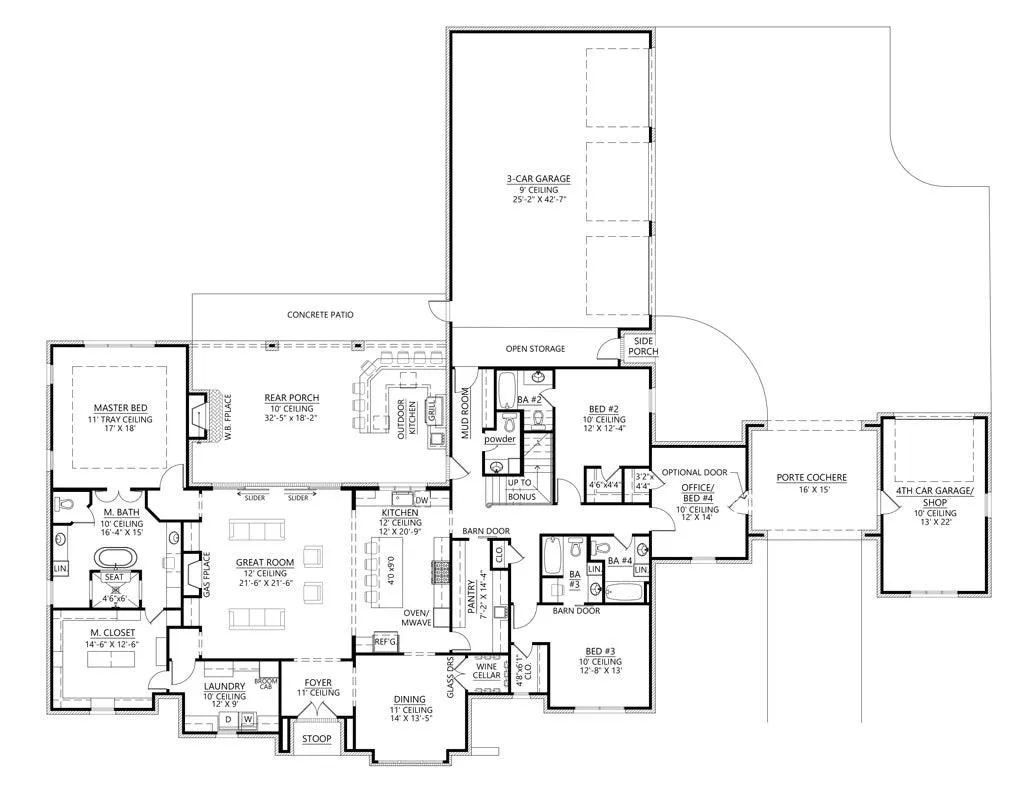 3-CAR GARAGE
9' CEILING
25'-2" X 42'-7"
CONCRETE PATIO
OPEN STORAGE
SIDE
PORCH
MASTER BED
11' TRAY CEILING
17' X 18'
W.B. FPLACE
REAR PORCH
10' CEILING
32'-5" x 18'-2"
OUTDOOR
KITCHEN
GRILL
MUD ROOM
BA #2
powder
UP TO
BONUS
BED #2
10' CEILING
12' X 12'-4"
4'-6"x4'4"
3'2"x
4'4"
OPTIONAL DOOR
OFFICE/
BED #4
10' CEILING
12' X 14'
PORTE COCHERE
16' X 15'
4TH CAR GARAGE/
SHOP
10' CEILING
13' X 22'
SLIDER
SLIDER
M. BATH
10' CEILING
16'-4" X 15'
LIN.
SEAT
4'6"x6'
GAS FPLACE
GREAT ROOM
12' CEILING
21'-6" X 21'-6"
DW
KITCHEN
12' CEILING
12' X 20'-9"
4'0 x9'0
OVEN/
MWAVE
REF'G
BARN DOOR
CLO.
PANTRY
7'-2" X 14'-4"
BA
#3
LIN.
BA #4
LIN.
BARN DOOR
M. CLOSET
14'-6" X 12'-6"
LAUNDRY
10' CEILING
12' X 9'
BROOM
CAB
D
W
FOYER
11' CEILING
STOOP
DINING
11' CEILING
14' X 13'-5"
GLASS DRS
WINE
CELLAR
4'8"x6'1"
CLO.
BED #3
10' CEILING
12'-8" X 13'